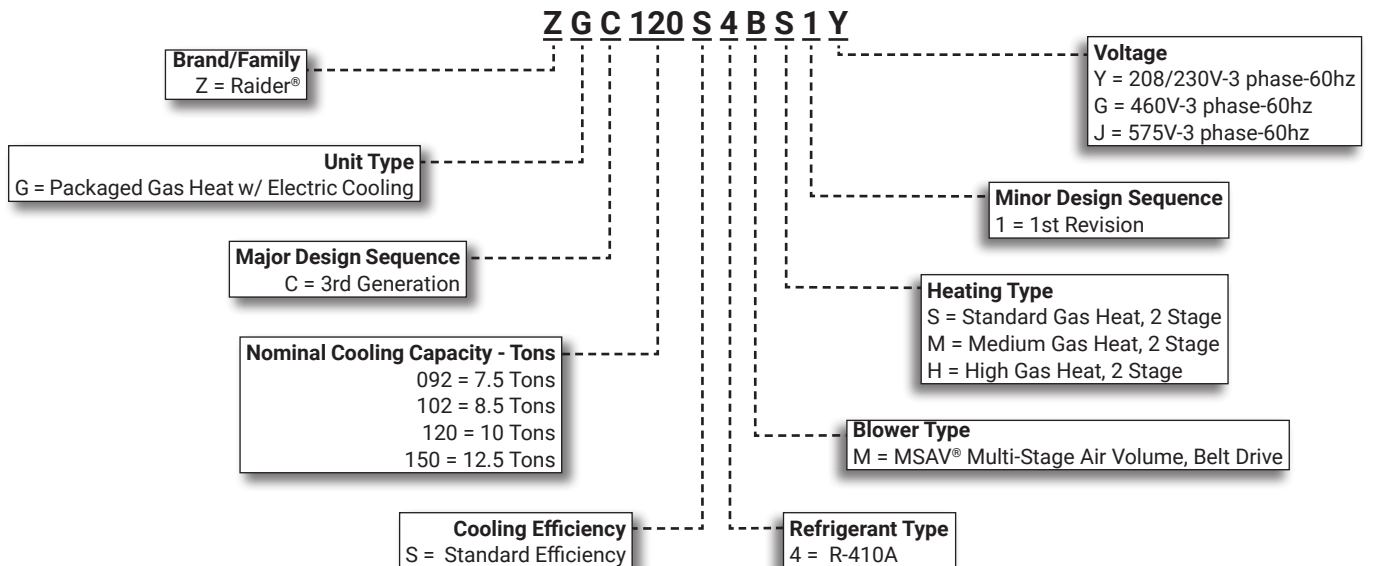 Z G C 120 S 4 B S 1 Y
Brand/Family
Z = Raider®
Unit Type
G = Packaged Gas Heat w/ Electric Cooling
Major Design Sequence
C = 3rd Generation
Nominal Cooling Capacity - Tons
092 = 7.5 Tons
102 = 8.5 Tons
120 = 10 Tons
150 = 12.5 Tons
Cooling Efficiency
S = Standard Efficiency
Refrigerant Type
4 = R-410A
Blower Type
M = MSAV® Multi-Stage Air Volume, Belt Drive
Heating Type
S = Standard Gas Heat, 2 Stage
M = Medium Gas Heat, 2 Stage
H = High Gas Heat, 2 Stage
Minor Design Sequence
1 = 1st Revision
Voltage
Y = 208/230V-3 phase-60hz
G = 460V-3 phase-60hz
J = 575V-3 phase-60hz